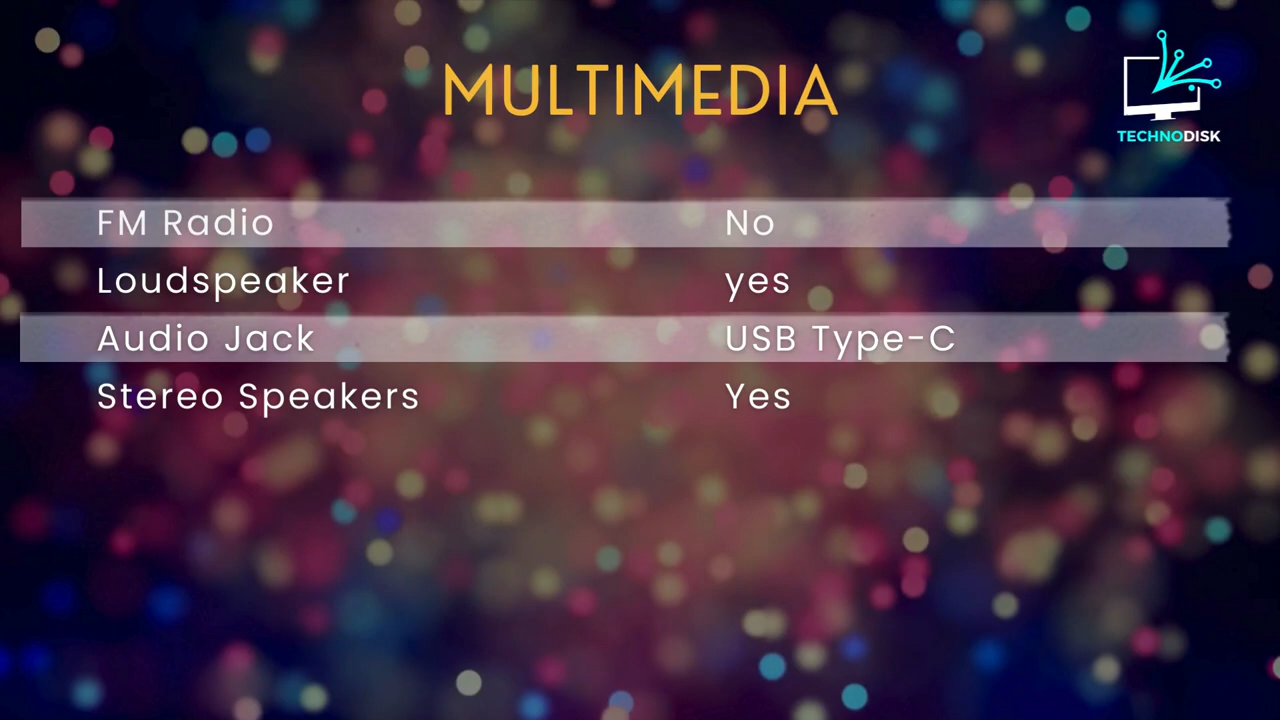 MULTIMEDIA
TECHNODISK
FM Radio No
Loudspeaker yes
Audio Jack USB Type-C
Stereo Speakers Yes